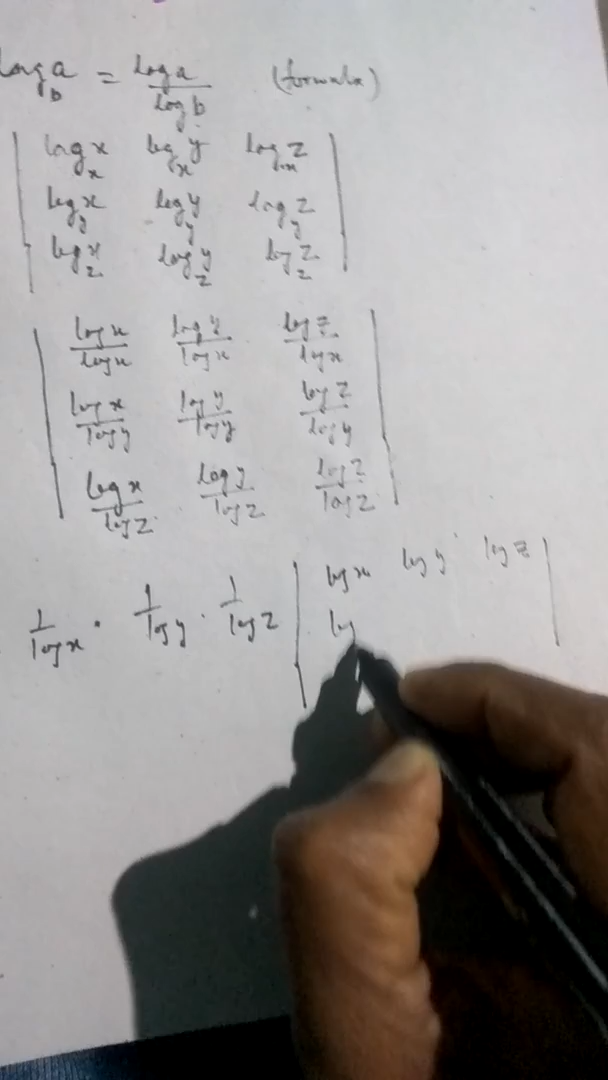 log_b a = log a / log b (formula)
| log_x x log_x y log_x z |
| log_y x log_y y log_y z |
| log_z x log_z y log_z z |
| log x / log x log y / log x log z / log x |
| log x / log y log y / log y log z / log y |
| log x / log z log y / log z log z / log z |
1 / log x · 1 / log y · 1 / log z | log x log y log z |
log